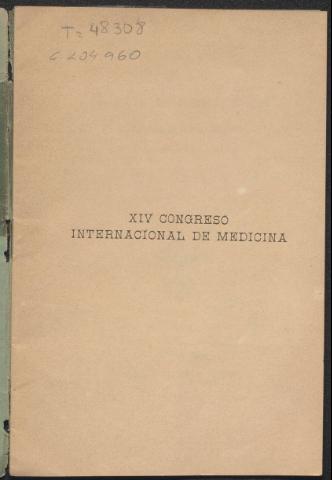 T= 48308
C. 204960
XIV CONGRESO
INTERNACIONAL DE MEDICINA